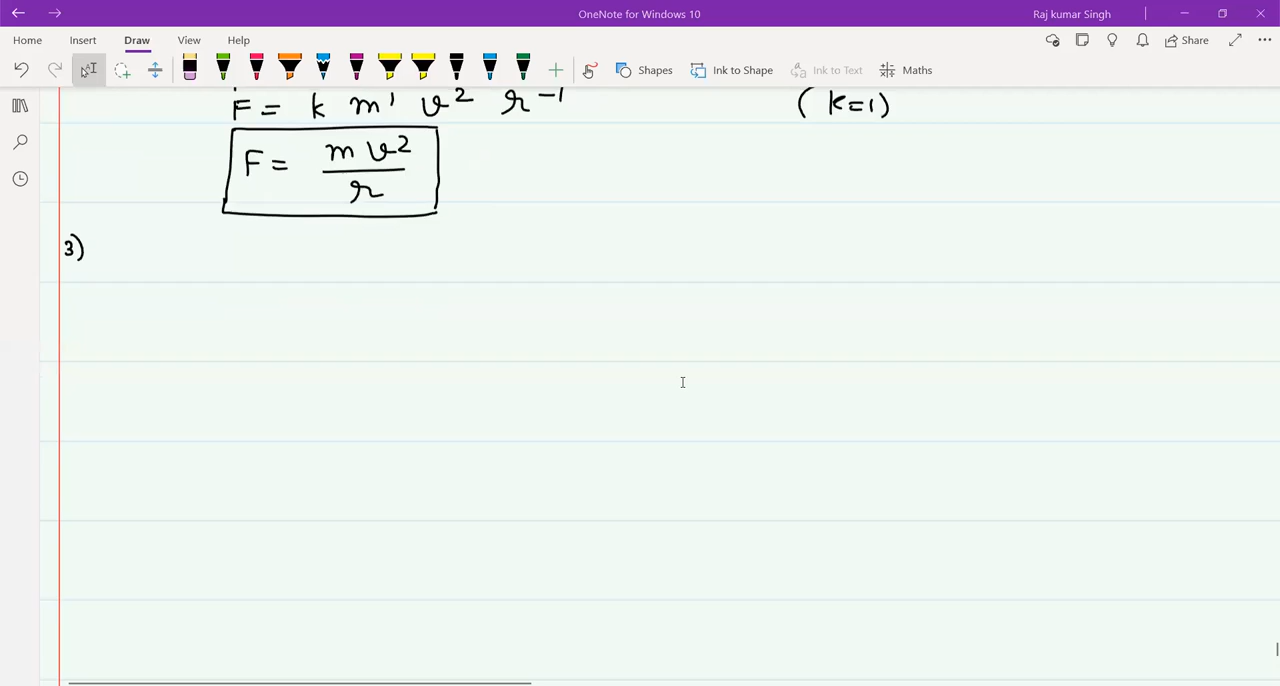 OneNote for Windows 10
Raj kumar Singh
Home Insert Draw View Help
Share
Shapes Ink to Shape Ink to Text Maths
F = k m¹ v² r⁻¹ (k=1)
F = mv²/r
3)